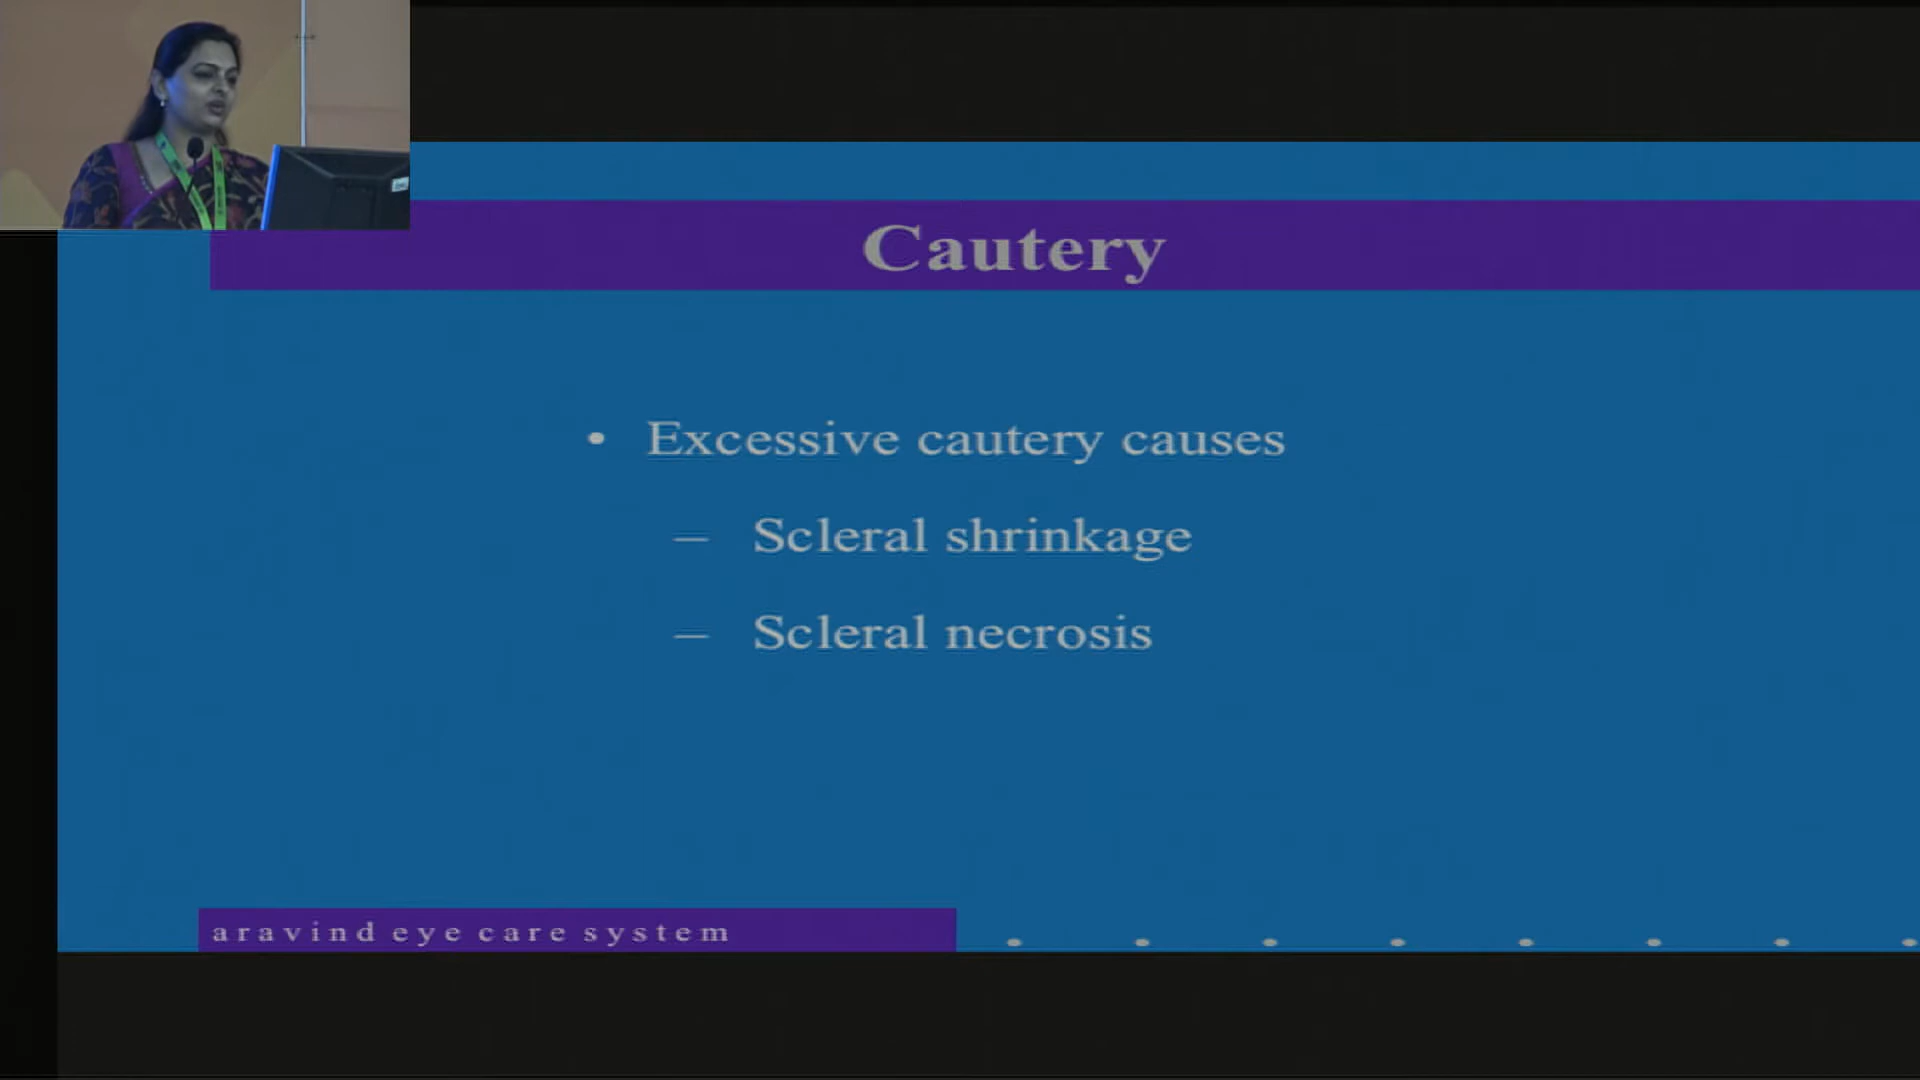 Cautery
• Excessive cautery causes
– Scleral shrinkage
– Scleral necrosis
aravind eye care system